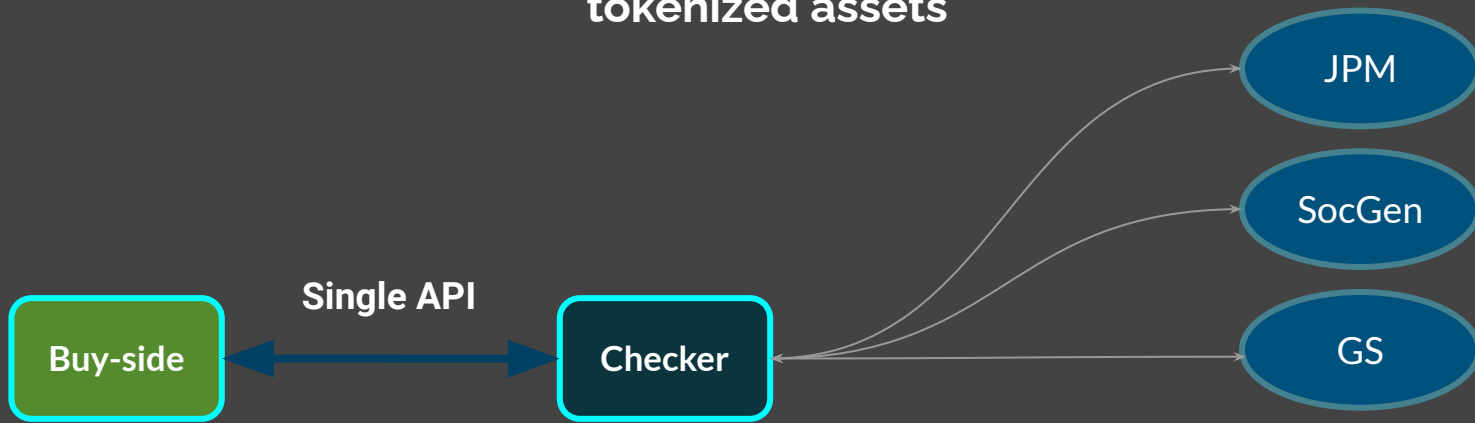 tokenized assets
JPM
SocGen
Single API
Buy-side
Checker
GS